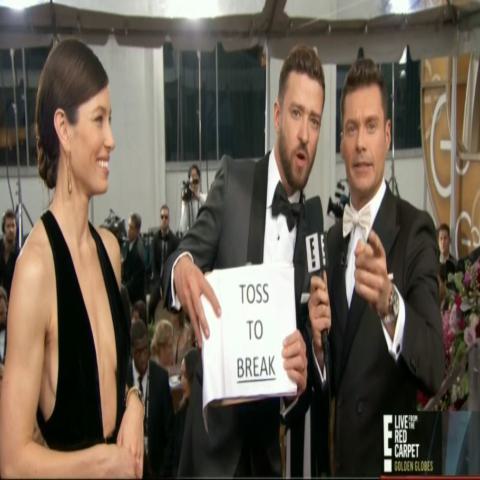 TOSS
TO
BREAK
E!
E!
LIVE FROM
THE
RED
CARPET
GOLDEN GLOBES